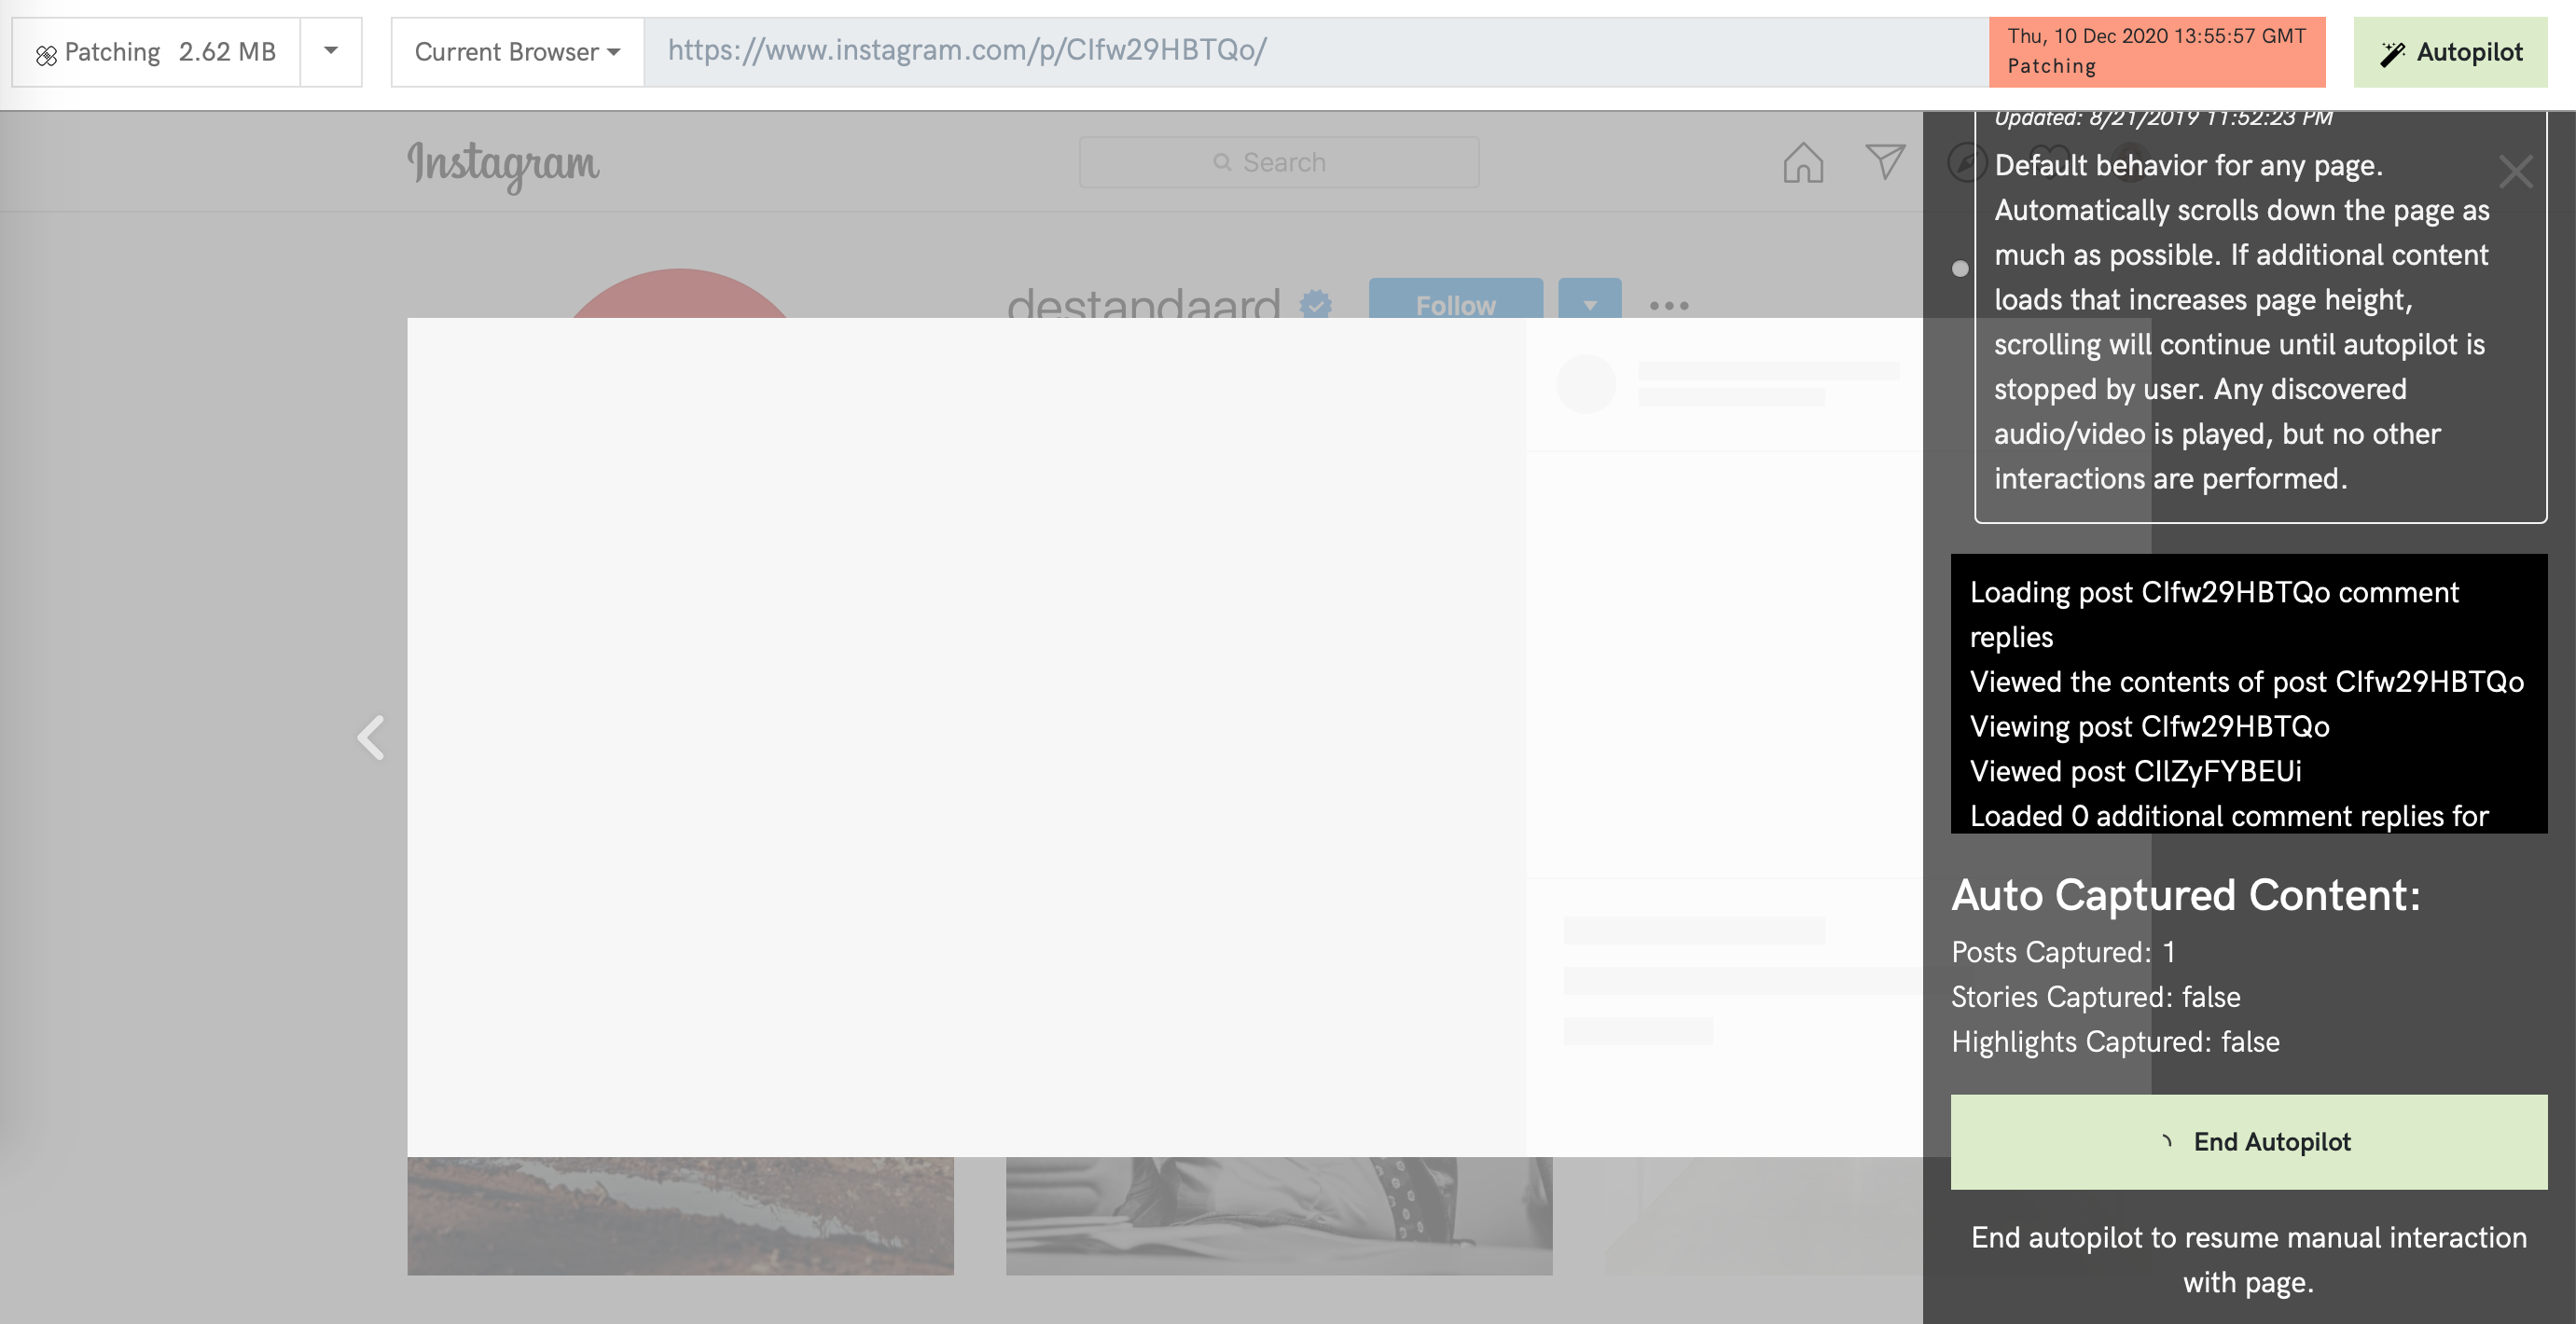 Patching 2.62 MB
Current Browser
https://www.instagram.com/p/CIfw29HBTQo/
Thu, 10 Dec 2020 13:55:57 GMT
Patching
Autopilot
Instagram
Search
destandaard
Follow
Updated: 8/21/2019 11:52:23 PM
Default behavior for any page.
Automatically scrolls down the page as
much as possible. If additional content
loads that increases page height,
scrolling will continue until autopilot is
stopped by user. Any discovered
audio/video is played, but no other
interactions are performed.
Loading post CIfw29HBTQo comment
replies
Viewed the contents of post CIfw29HBTQo
Viewing post CIfw29HBTQo
Viewed post CIlZyFYBEUi
Loaded 0 additional comment replies for
Auto Captured Content:
Posts Captured: 1
Stories Captured: false
Highlights Captured: false
End Autopilot
End autopilot to resume manual interaction
with page.